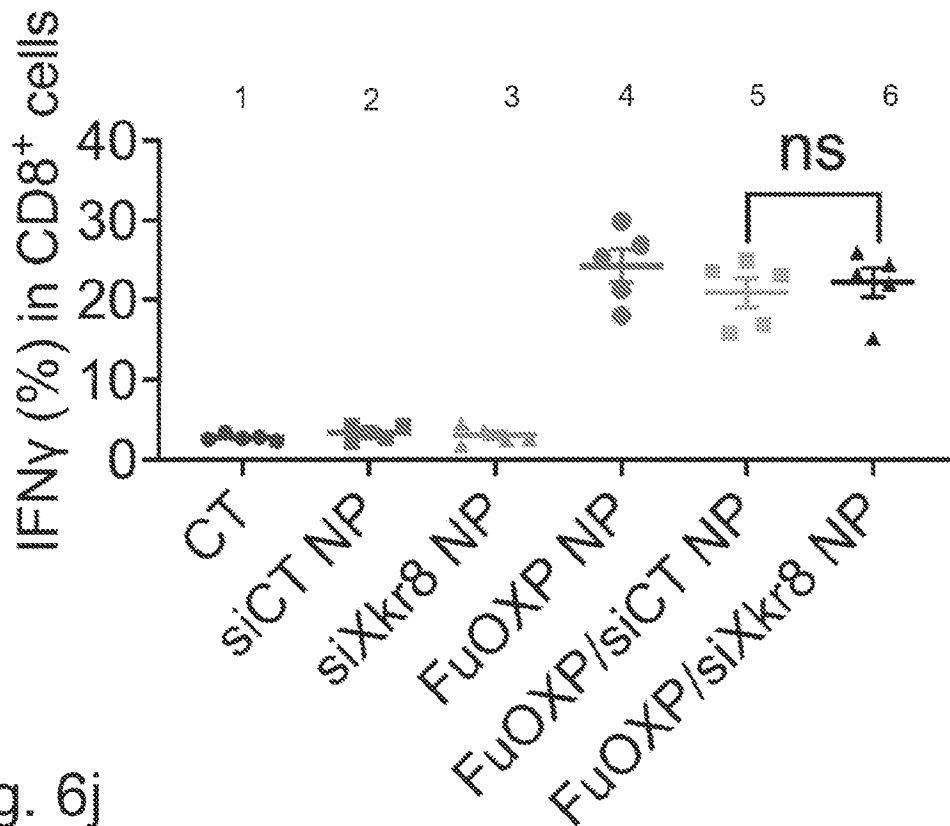 IFNγ (%) in CD8+ cells
1 2 3 4 5 6
ns
40
30
20
10
0
CT
siCT NP
siXkr8 NP
FuOXP NP
FuOXP/siCT NP
FuOXP/siXkr8 NP
g. 6j